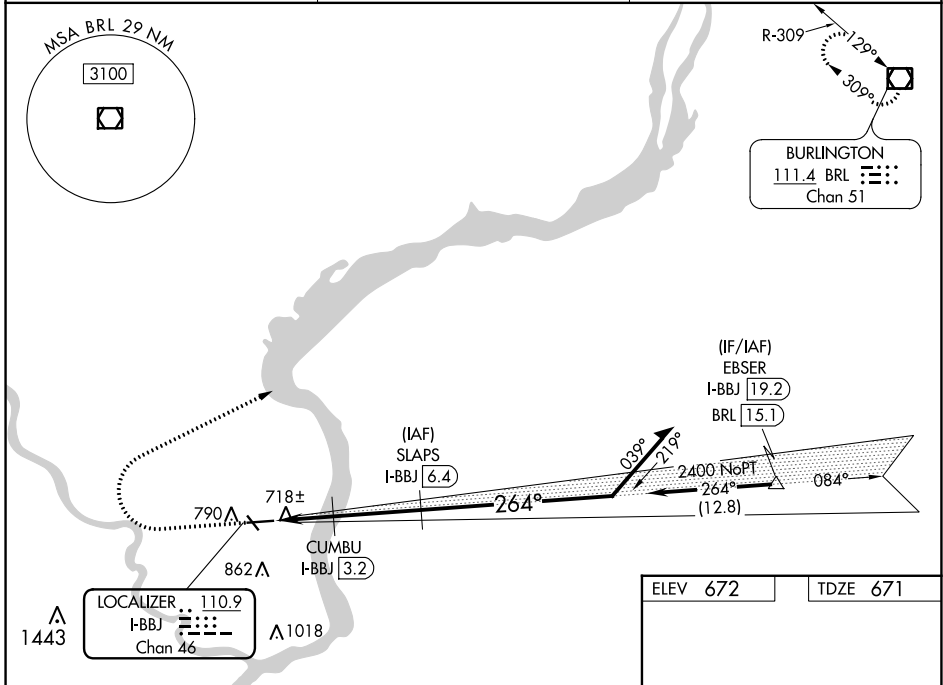 MSA BRL 29 NM
3100
R-309
129°
309°
BURLINGTON
111.4 BRL
Chan 51
(IF/IAF)
EBSER
I-BBJ 19.2
BRL 15.1
(IAF)
SLAPS
I-BBJ 6.4
039°
219°
2400 NoPT
264°
(12.8)
084°
264°
718±
790
CUMBU
I-BBJ 3.2
862
LOCALIZER 110.9
I-BBJ
Chan 46
1443
1018
ELEV 672
TDZE 671